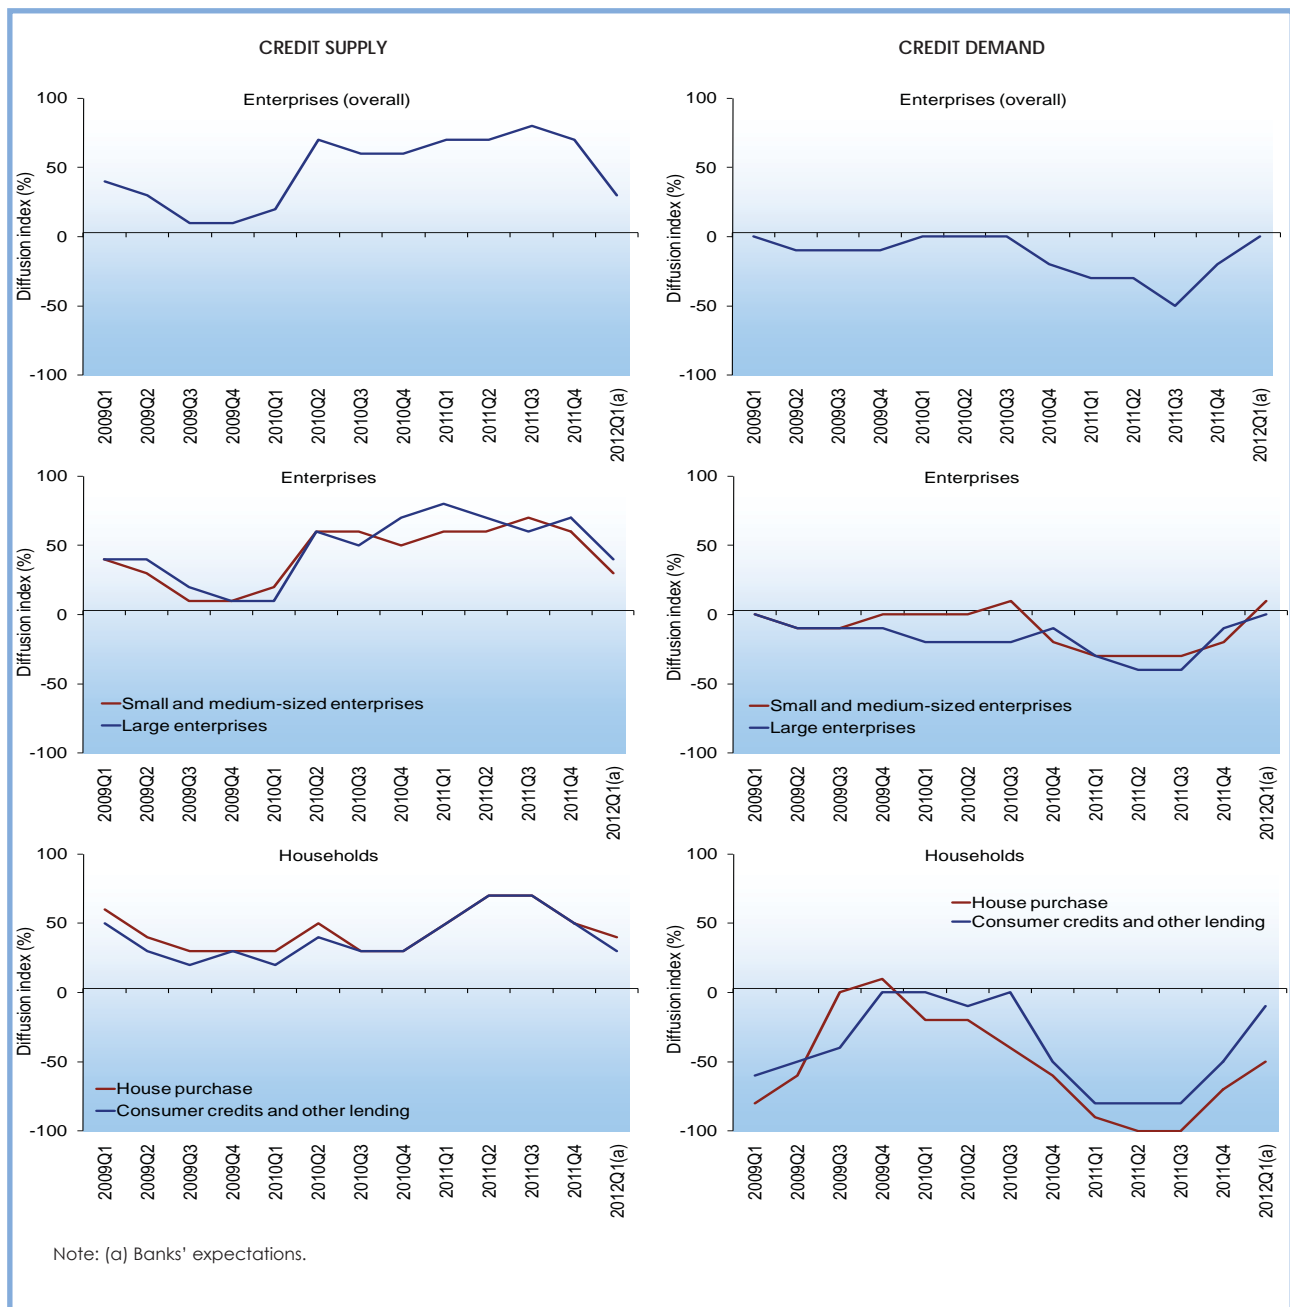 CREDIT SUPPLY
CREDIT DEMAND
Enterprises (overall)
Diffusion index (%)
100
50
0
-50
-100
2009Q1
2009Q2
2009Q3
2009Q4
2010Q1
2010Q2
2010Q3
2010Q4
2011Q1
2011Q2
2011Q3
2011Q4
2012Q1(a)
Enterprises (overall)
Diffusion index (%)
100
50
0
-50
-100
2009Q1
2009Q2
2009Q3
2009Q4
2010Q1
2010Q2
2010Q3
2010Q4
2011Q1
2011Q2
2011Q3
2011Q4
2012Q1(a)
Enterprises
Diffusion index (%)
100
50
0
-50
-100
Small and medium-sized enterprises
Large enterprises
2009Q1
2009Q2
2009Q3
2009Q4
2010Q1
2010Q2
2010Q3
2010Q4
2011Q1
2011Q2
2011Q3
2011Q4
2012Q1(a)
Enterprises
Diffusion index (%)
100
50
0
-50
-100
Small and medium-sized enterprises
Large enterprises
2009Q1
2009Q2
2009Q3
2009Q4
2010Q1
2010Q2
2010Q3
2010Q4
2011Q1
2011Q2
2011Q3
2011Q4
2012Q1(a)
Households
Diffusion index (%)
100
50
0
-50
-100
House purchase
Consumer credits and other lending
2009Q1
2009Q2
2009Q3
2009Q4
2010Q1
2010Q2
2010Q3
2010Q4
2011Q1
2011Q2
2011Q3
2011Q4
2012Q1(a)
Households
Diffusion index (%)
100
50
0
-50
-100
House purchase
Consumer credits and other lending
2009Q1
2009Q2
2009Q3
2009Q4
2010Q1
2010Q2
2010Q3
2010Q4
2011Q1
2011Q2
2011Q3
2011Q4
2012Q1(a)
Note: (a) Banks’ expectations.